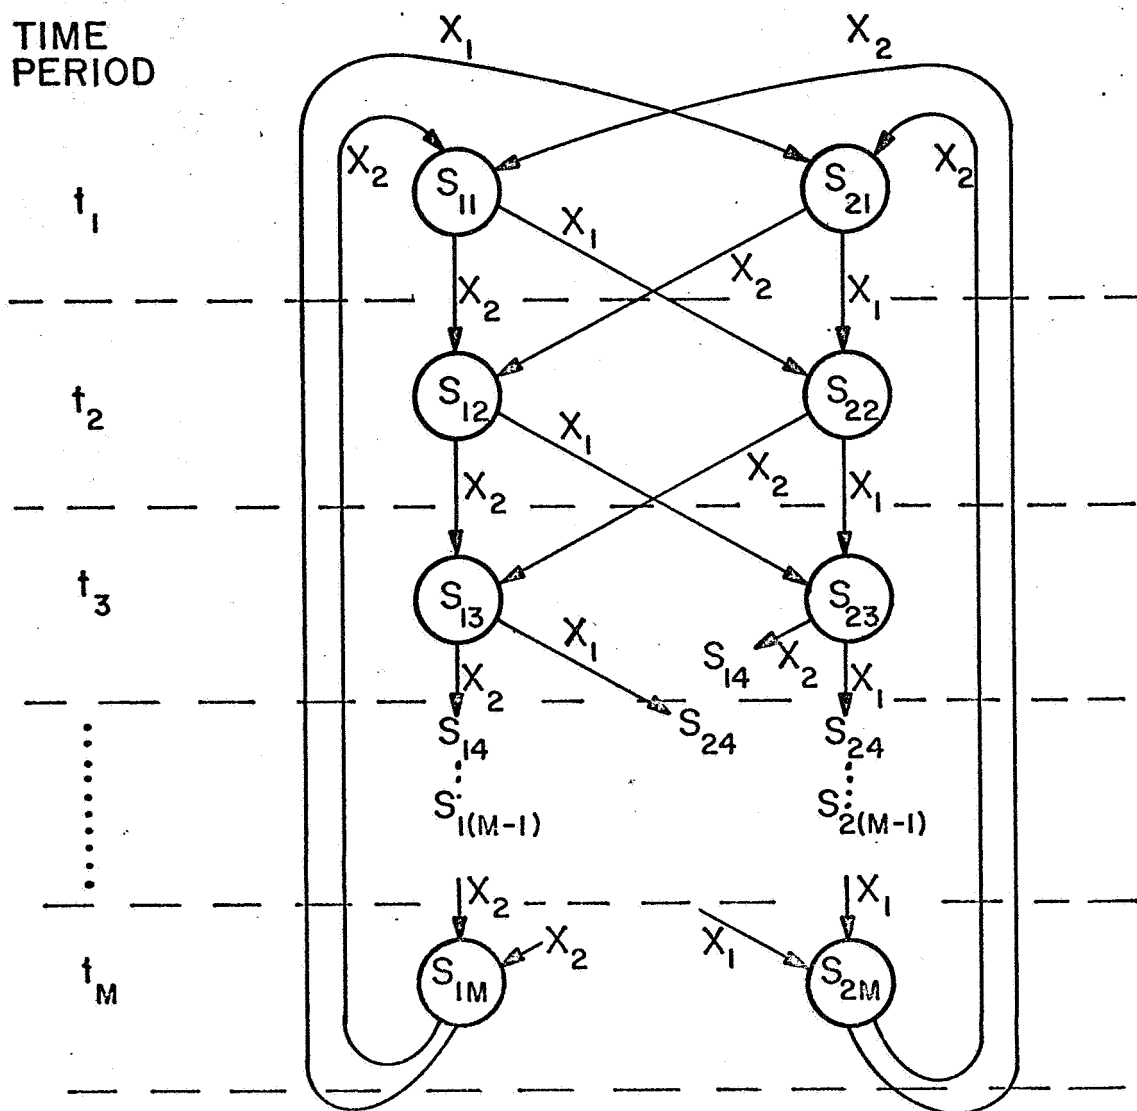 TIME
PERIOD
X₁
X₂
X₂
X₂
t₁
S₁₁
S₂₁
X₁
X₂
X₂
X₁
t₂
S₁₂
S₂₂
X₁
X₂
X₂
X₁
t₃
S₁₃
S₂₃
X₁
S₁₄
X₂
X₂
X₁
S₁₄
S₂₄
S₂₄
S₁₍M-₁₎
S₂₍M-₁₎
X₂
X₁
X₂
X₁
tM
S₁M
S₂M